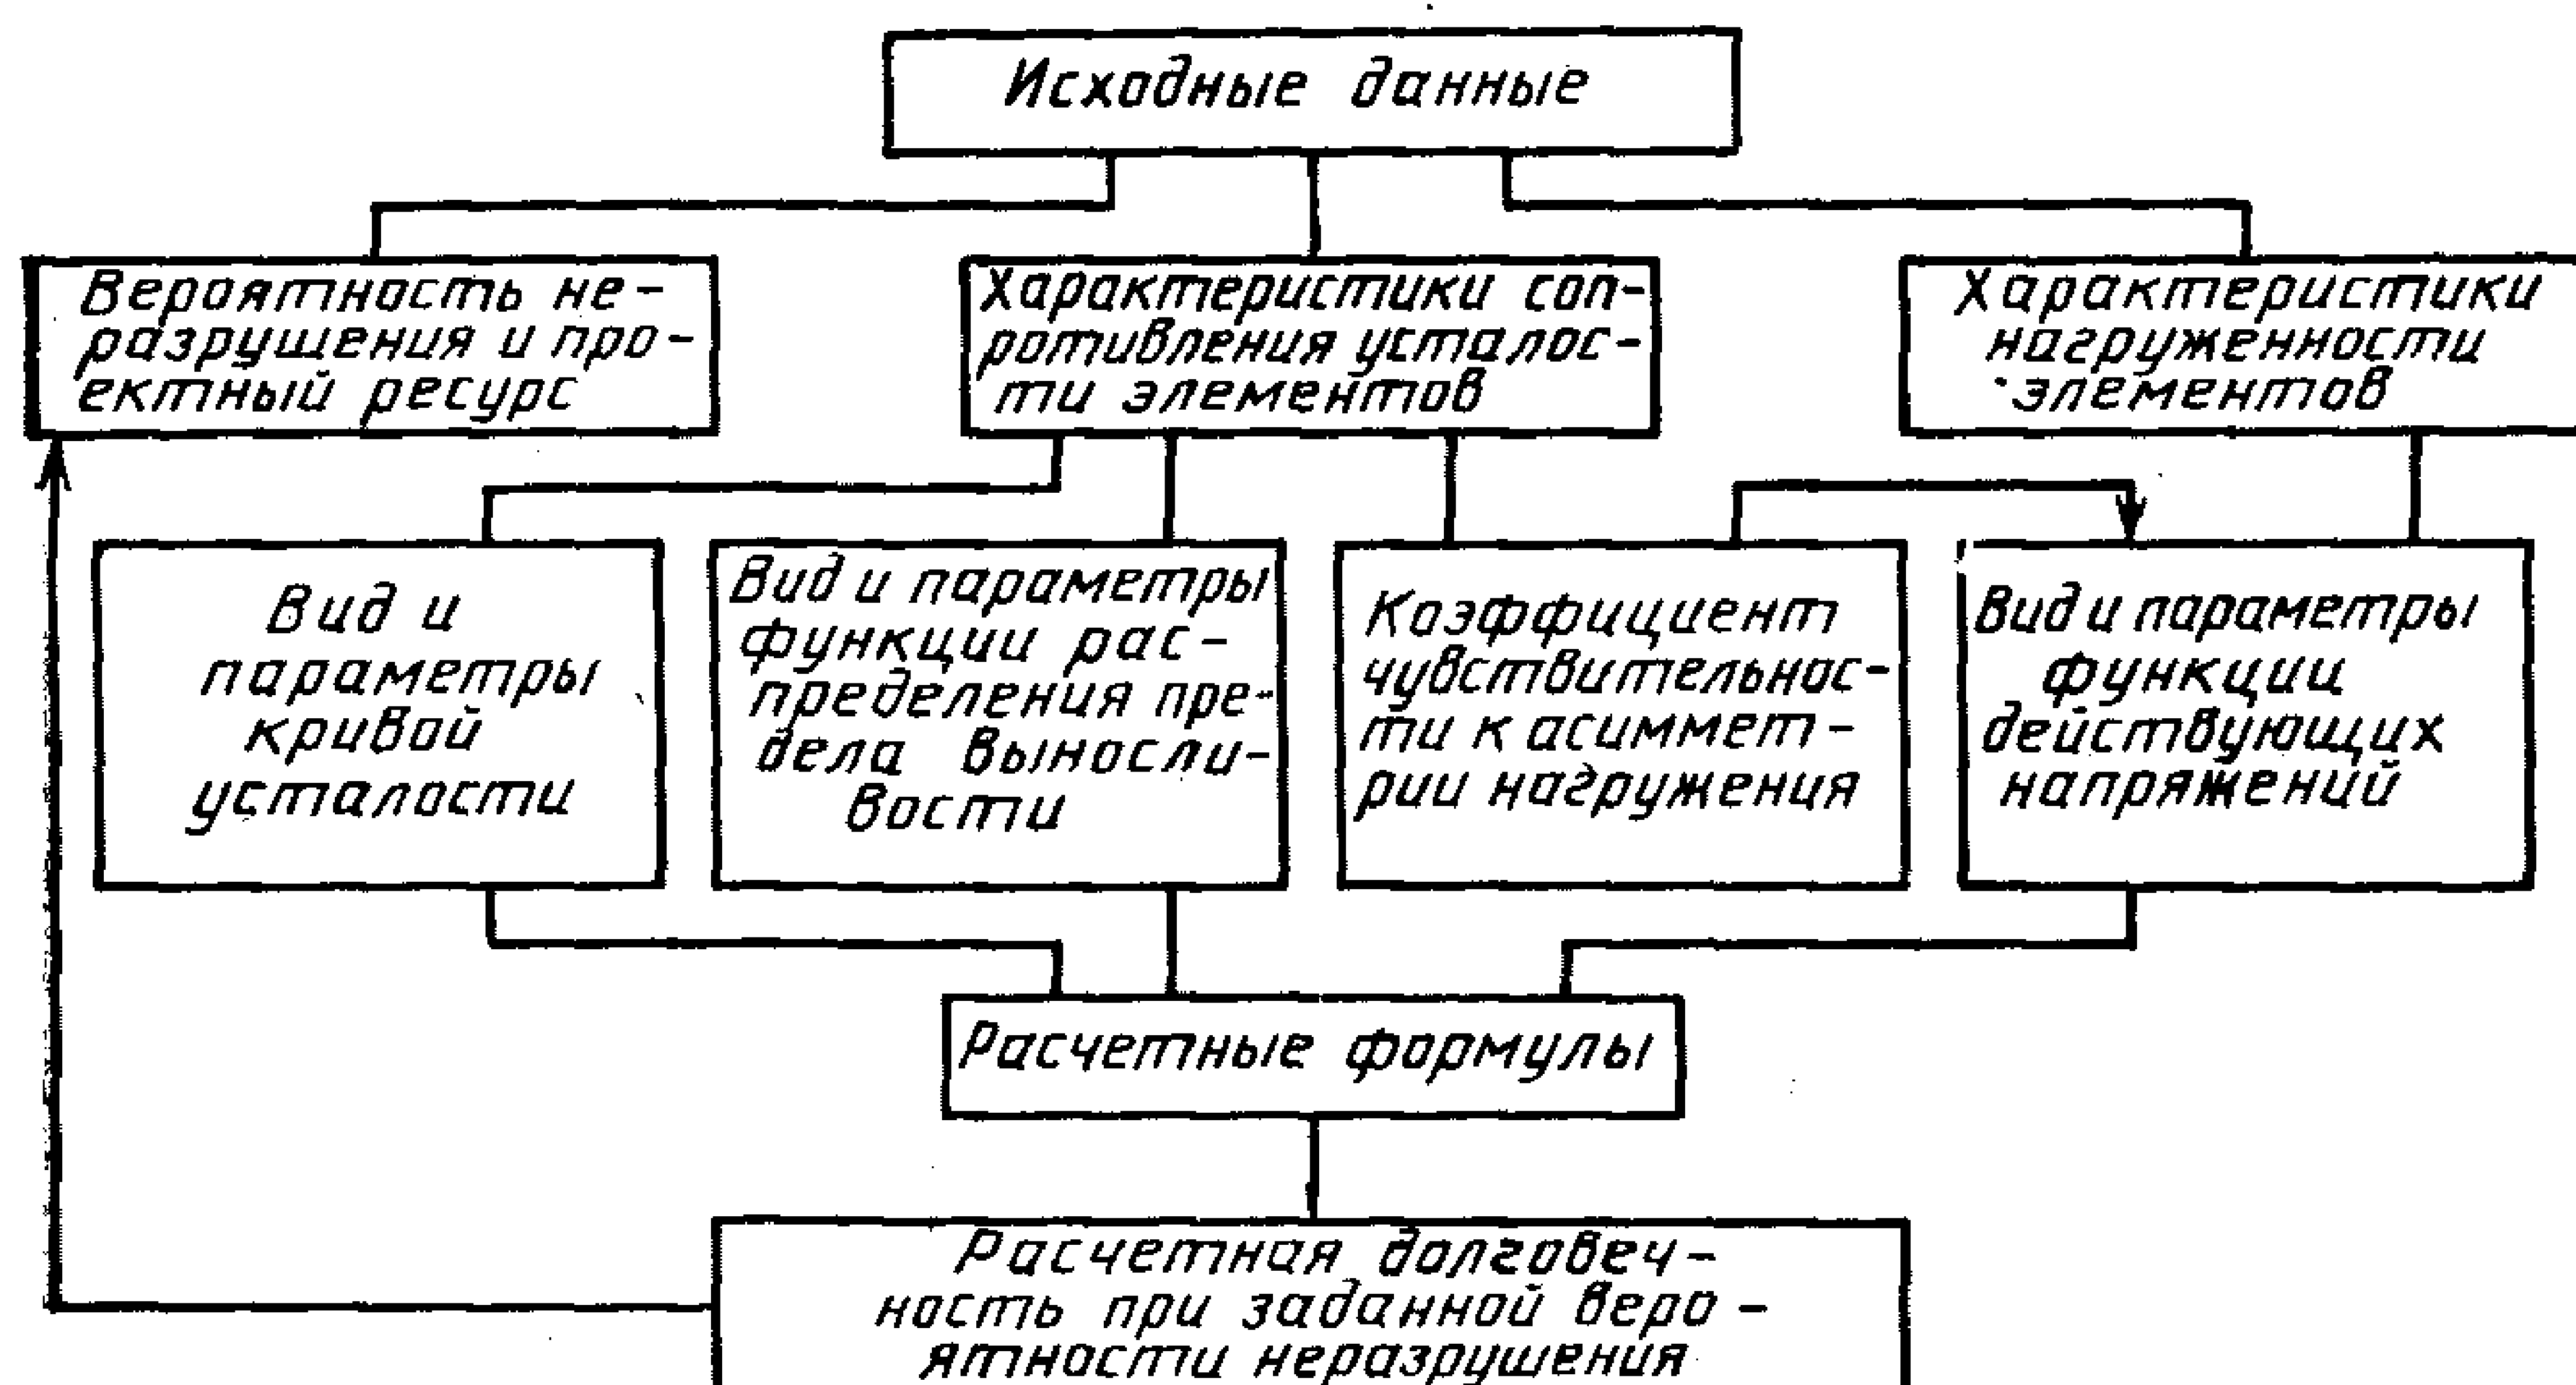 Исходные данные
Вероятность не-
разрушения и про-
ектный ресурс
Характеристики соп-
ротивления усталос-
ти элементов
Характеристики
нагруженности
элементов
Вид и
параметры
кривой
усталости
Вид и параметры
функции рас-
пределения пре-
дела выносли-
вости
Коэффициент
чувствительнос-
ти к асиммет-
рии нагружения
Вид и параметры
функции
действующих
напряжений
Расчетные формулы
Расчетная долговеч-
ность при заданной веро-
ятности неразрушения